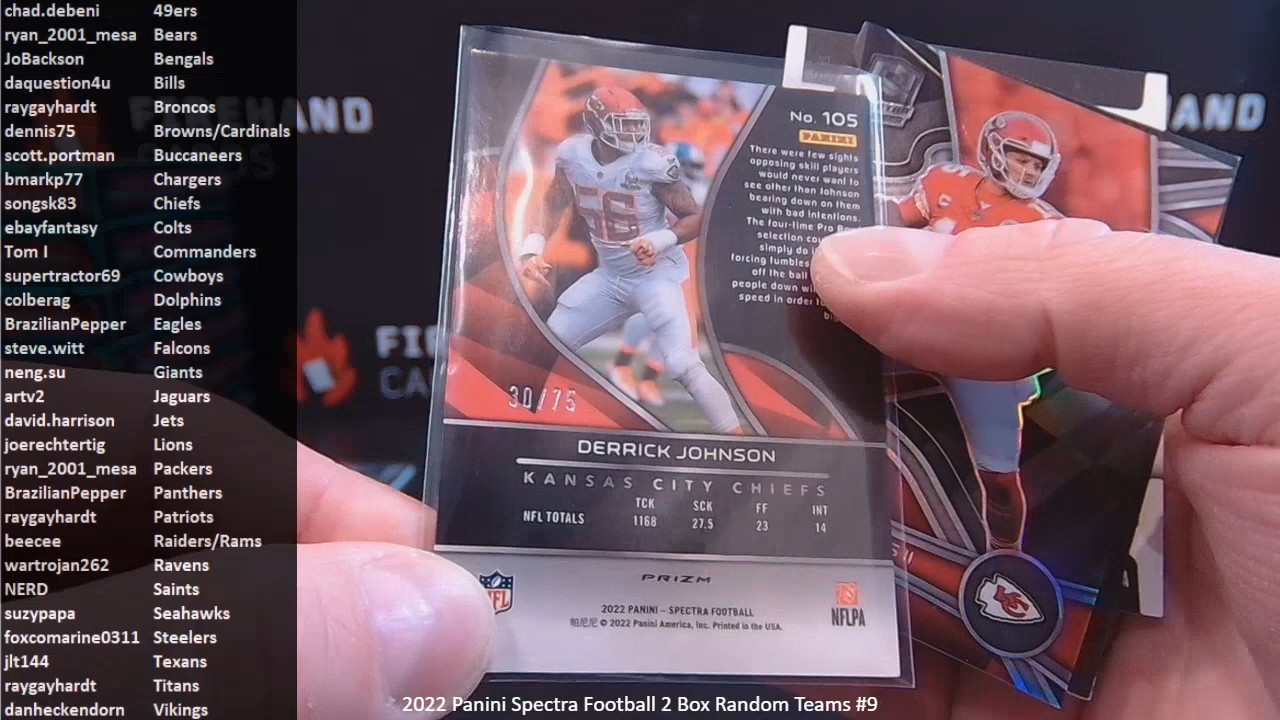 chad.debeni 49ers
ryan_2001_mesa Bears
JoBackson Bengals
daquestion4u Bills
raygayhardt Broncos
dennis75 Browns/Cardinals
scott.portman Buccaneers
bmarkp77 Chargers
songsk83 Chiefs
ebayfantasy Colts
Tom I Commanders
supertractor69 Cowboys
colberag Dolphins
BrazilianPepper Eagles
steve.witt Falcons
neng.su Giants
artv2 Jaguars
david.harrison Jets
joerechtertig Lions
ryan_2001_mesa Packers
BrazilianPepper Panthers
raygayhardt Patriots
beecee Raiders/Rams
wartrojan262 Ravens
NERD Saints
suzypapa Seahawks
foxcomarine0311 Steelers
jlt144 Texans
raygayhardt Titans
danheckendorn Vikings
No. 105
PANINI
There were few sights
opposing skill players
would never want to
see other than Johnson
bearing down on them
with bad intentions.
The four-time Pro
selection
simply do
forcing fumbles
off the ball
people down
speed in order
56
30/75
DERRICK JOHNSON
KANSAS CITY CHIEFS
TCK SCK FF INT
NFL TOTALS 1168 27.5 23 14
PRIZM
2022 PANINI – SPECTRA FOOTBALL
帕尼尼 © 2022 Panini America, Inc. Printed in the USA.
NFL
NFLPA
KC
2022 Panini Spectra Football 2 Box Random Teams #9